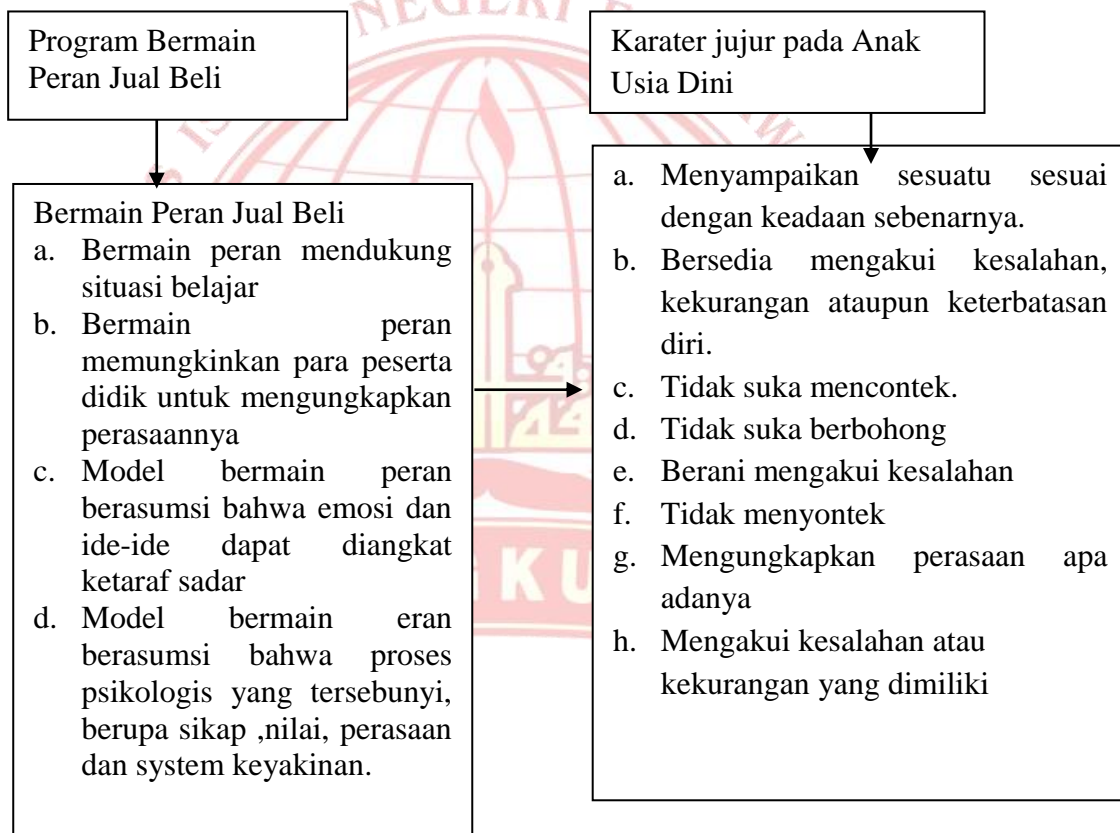 Program Bermain
Peran Jual Beli
Karater jujur pada Anak
Usia Dini
Bermain Peran Jual Beli
a. Bermain peran mendukung
situasi belajar
b. Bermain peran
memungkinkan para peserta
didik untuk mengungkapkan
perasaannya
c. Model bermain peran
berasumsi bahwa emosi dan
ide-ide dapat diangkat
ketaraf sadar
d. Model bermain eran
berasumsi bahwa proses
psikologis yang tersebunyi,
berupa sikap ,nilai, perasaan
dan system keyakinan.
a. Menyampaikan sesuatu sesuai
dengan keadaan sebenarnya.
b. Bersedia mengakui kesalahan,
kekurangan ataupun keterbatasan
diri.
c. Tidak suka mencontek.
d. Tidak suka berbohong
e. Berani mengakui kesalahan
f. Tidak menyontek
g. Mengungkapkan perasaan apa
adanya
h. Mengakui kesalahan atau
kekurangan yang dimiliki
NEGERI